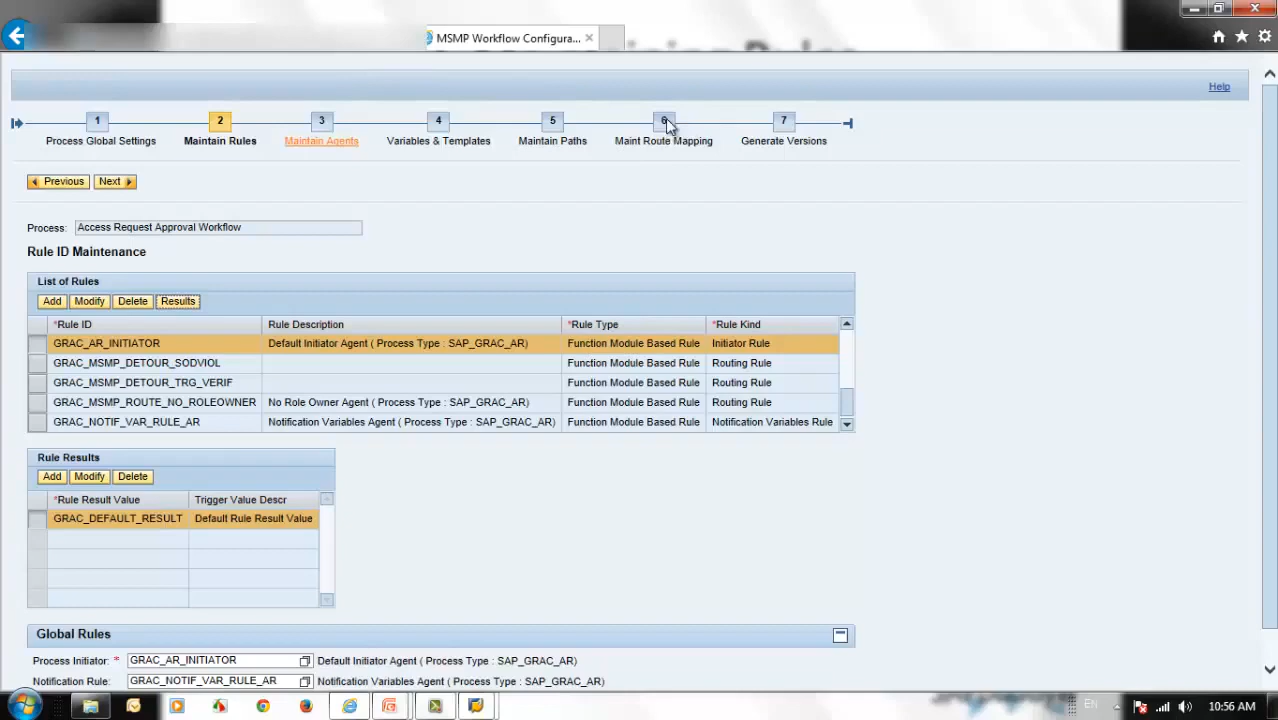 MSMP Workflow Configura...
Help
1 2 3 4 5 6 7
Process Global Settings Maintain Rules Maintain Agents Variables & Templates Maintain Paths Maint Route Mapping Generate Versions
Previous Next
Process: Access Request Approval Workflow
Rule ID Maintenance
List of Rules
Add Modify Delete Results
*Rule ID Rule Description *Rule Type *Rule Kind
GRAC_AR_INITIATOR Default Initiator Agent ( Process Type : SAP_GRAC_AR) Function Module Based Rule Initiator Rule
GRAC_MSMP_DETOUR_SODVIOL Function Module Based Rule Routing Rule
GRAC_MSMP_DETOUR_TRG_VERIF Function Module Based Rule Routing Rule
GRAC_MSMP_ROUTE_NO_ROLEOWNER No Role Owner Agent ( Process Type : SAP_GRAC_AR) Function Module Based Rule Routing Rule
GRAC_NOTIF_VAR_RULE_AR Notification Variables Agent ( Process Type : SAP_GRAC_AR) Function Module Based Rule Notification Variables Rule
Rule Results
Add Modify Delete
*Rule Result Value Trigger Value Descr
GRAC_DEFAULT_RESULT Default Rule Result Value
Global Rules
Process Initiator: * GRAC_AR_INITIATOR Default Initiator Agent ( Process Type : SAP_GRAC_AR)
Notification Rule: GRAC_NOTIF_VAR_RULE_AR Notification Variables Agent ( Process Type : SAP_GRAC_AR)
EN 10:56 AM